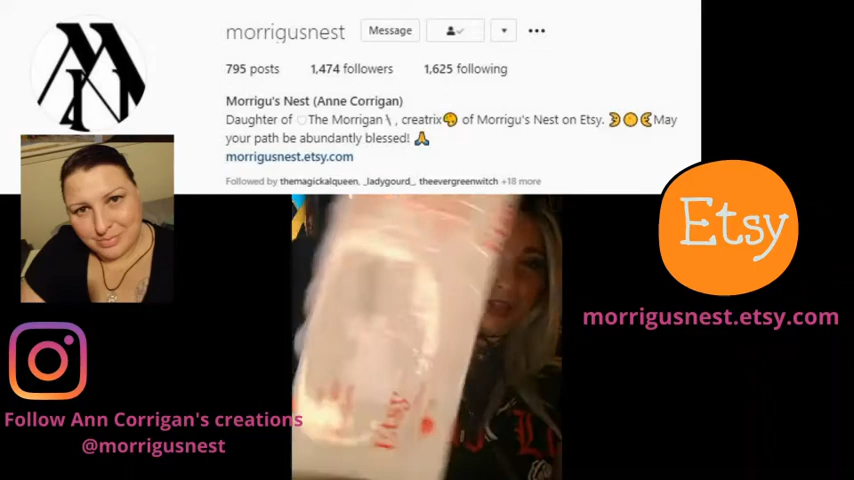 morrigusnest Message
795 posts 1,474 followers 1,625 following
Morrigu's Nest (Anne Corrigan)
Daughter of ♡The Morrigan \ , creatrix of Morrigu's Nest on Etsy. May
your path be abundantly blessed! 🙏
morrigusnest.etsy.com
Followed by themagickalqueen, _ladygourd_, theevergreenwitch +18 more
MN
Etsy
morrigusnest.etsy.com
Etsy
Follow Ann Corrigan's creations
@morrigusnest